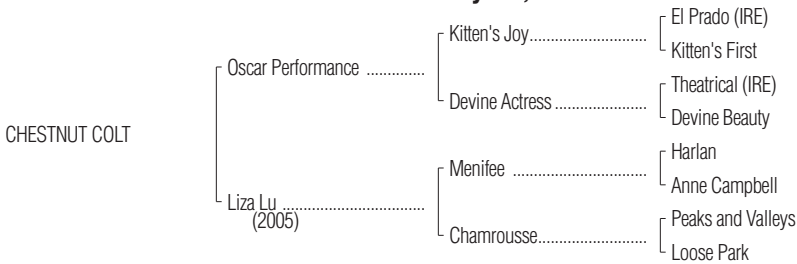 El Prado (IRE)
Kitten's Joy..........................
Kitten's First
Oscar Performance ..............
Theatrical (IRE)
Devine Actress .....................
Devine Beauty
CHESTNUT COLT
Harlan
Menifee ..............................
Anne Campbell
Liza Lu ..................................
(2005)
Peaks and Valleys
Chamrousse.........................
Loose Park